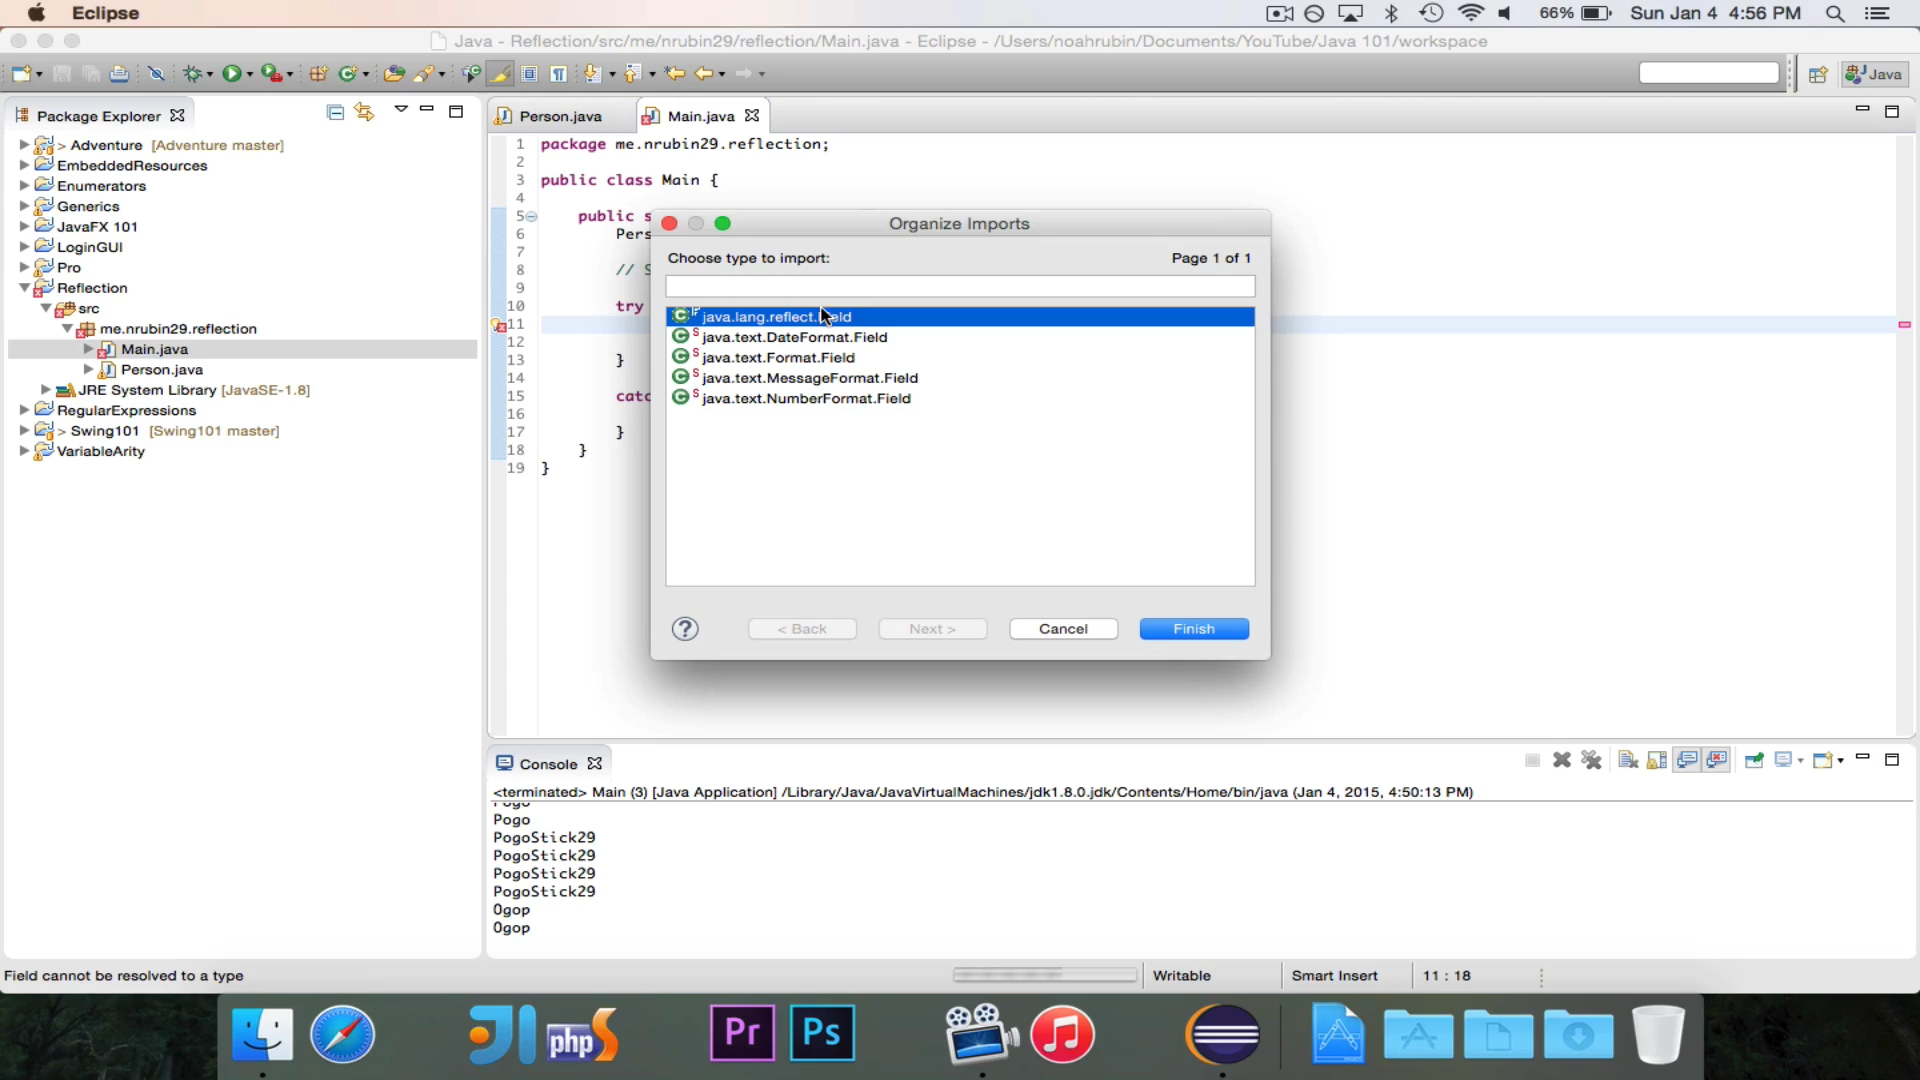 Eclipse
66%
Sun Jan 4 4:56 PM
Java - Reflection/src/me/nrubin29/reflection/Main.java - Eclipse - /Users/noahrubin/Documents/YouTube/Java 101/workspace
Java
Package Explorer
> Adventure [Adventure master]
EmbeddedResources
Enumerators
Generics
JavaFX 101
LoginGUI
Pro
Reflection
src
me.nrubin29.reflection
Main.java
Person.java
JRE System Library [JavaSE-1.8]
RegularExpressions
> Swing101 [Swing101 master]
VariableArity
Person.java
Main.java
1 package me.nrubin29.reflection;
2
3 public class Main {
4
5 public s
6 Pers
7
8 // S
9
10 try
11
12
13 }
14
15 catc
16
17 }
18 }
19 }
Organize Imports
Choose type to import:
Page 1 of 1
java.lang.reflect.Field
java.text.DateFormat.Field
java.text.Format.Field
java.text.MessageFormat.Field
java.text.NumberFormat.Field
?
< Back
Next >
Cancel
Finish
Console
<terminated> Main (3) [Java Application] /Library/Java/JavaVirtualMachines/jdk1.8.0.jdk/Contents/Home/bin/java (Jan 4, 2015, 4:50:13 PM)
Pogo
Pogo
PogoStick29
PogoStick29
PogoStick29
PogoStick29
Ogop
Ogop
Field cannot be resolved to a type
Writable
Smart Insert
11 : 18
php
Pr
Ps